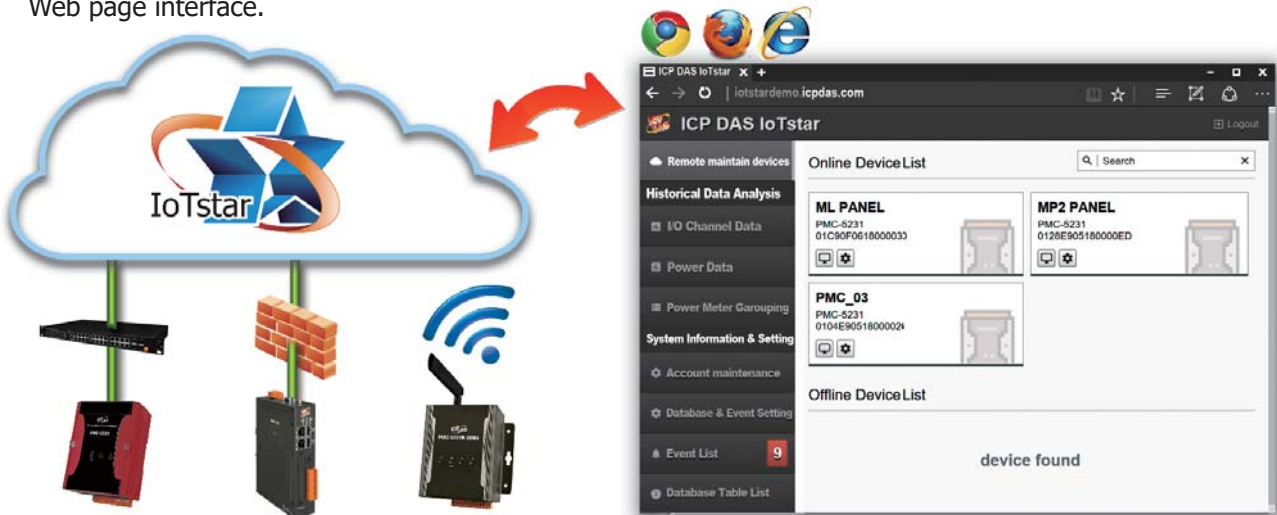 Web page interface.
IoTstar
ICP DAS IoTstar x +
iotstardemo.icpdas.com
ICP DAS IoTstar
Logout
Remote maintain devices
Online Device List
Search
Historical Data Analysis
I/O Channel Data
Power Data
Power Meter Garouping
System Information & Setting
Account maintenance
Database & Event Setting
Event List
9
Database Table List
ML PANEL
PMC-5231
MP2 PANEL
PMC-5231
0128E905180000ED
PMC_03
PMC-5231
Offline Device List
device found
PMC-5231